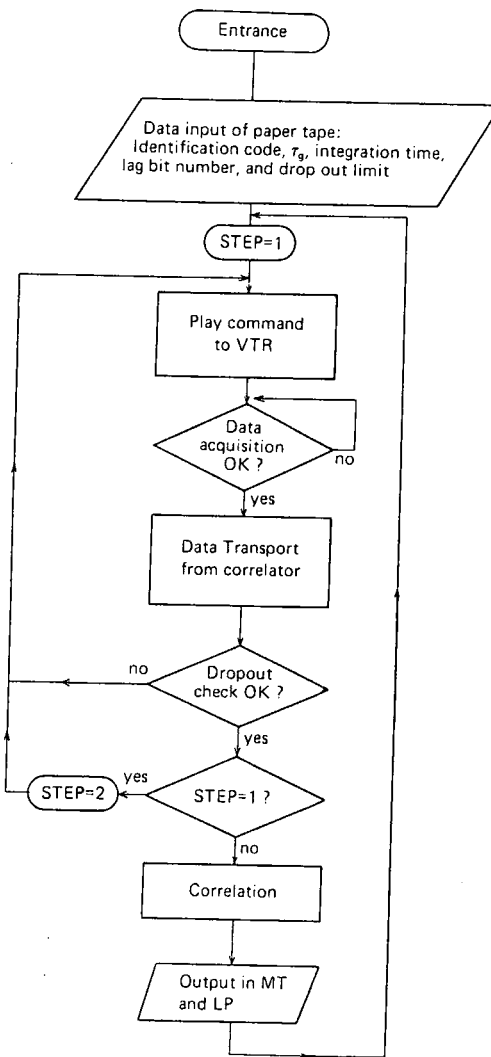 Entrance
Data input of paper tape:
Identification code, τg, integration time,
lag bit number, and drop out limit
STEP=1
Play command
to VTR
Data
acquisition
OK ?
no
yes
Data Transport
from correlator
no
Dropout
check OK ?
yes
yes
STEP=2
STEP=1 ?
no
Correlation
Output in MT
and LP